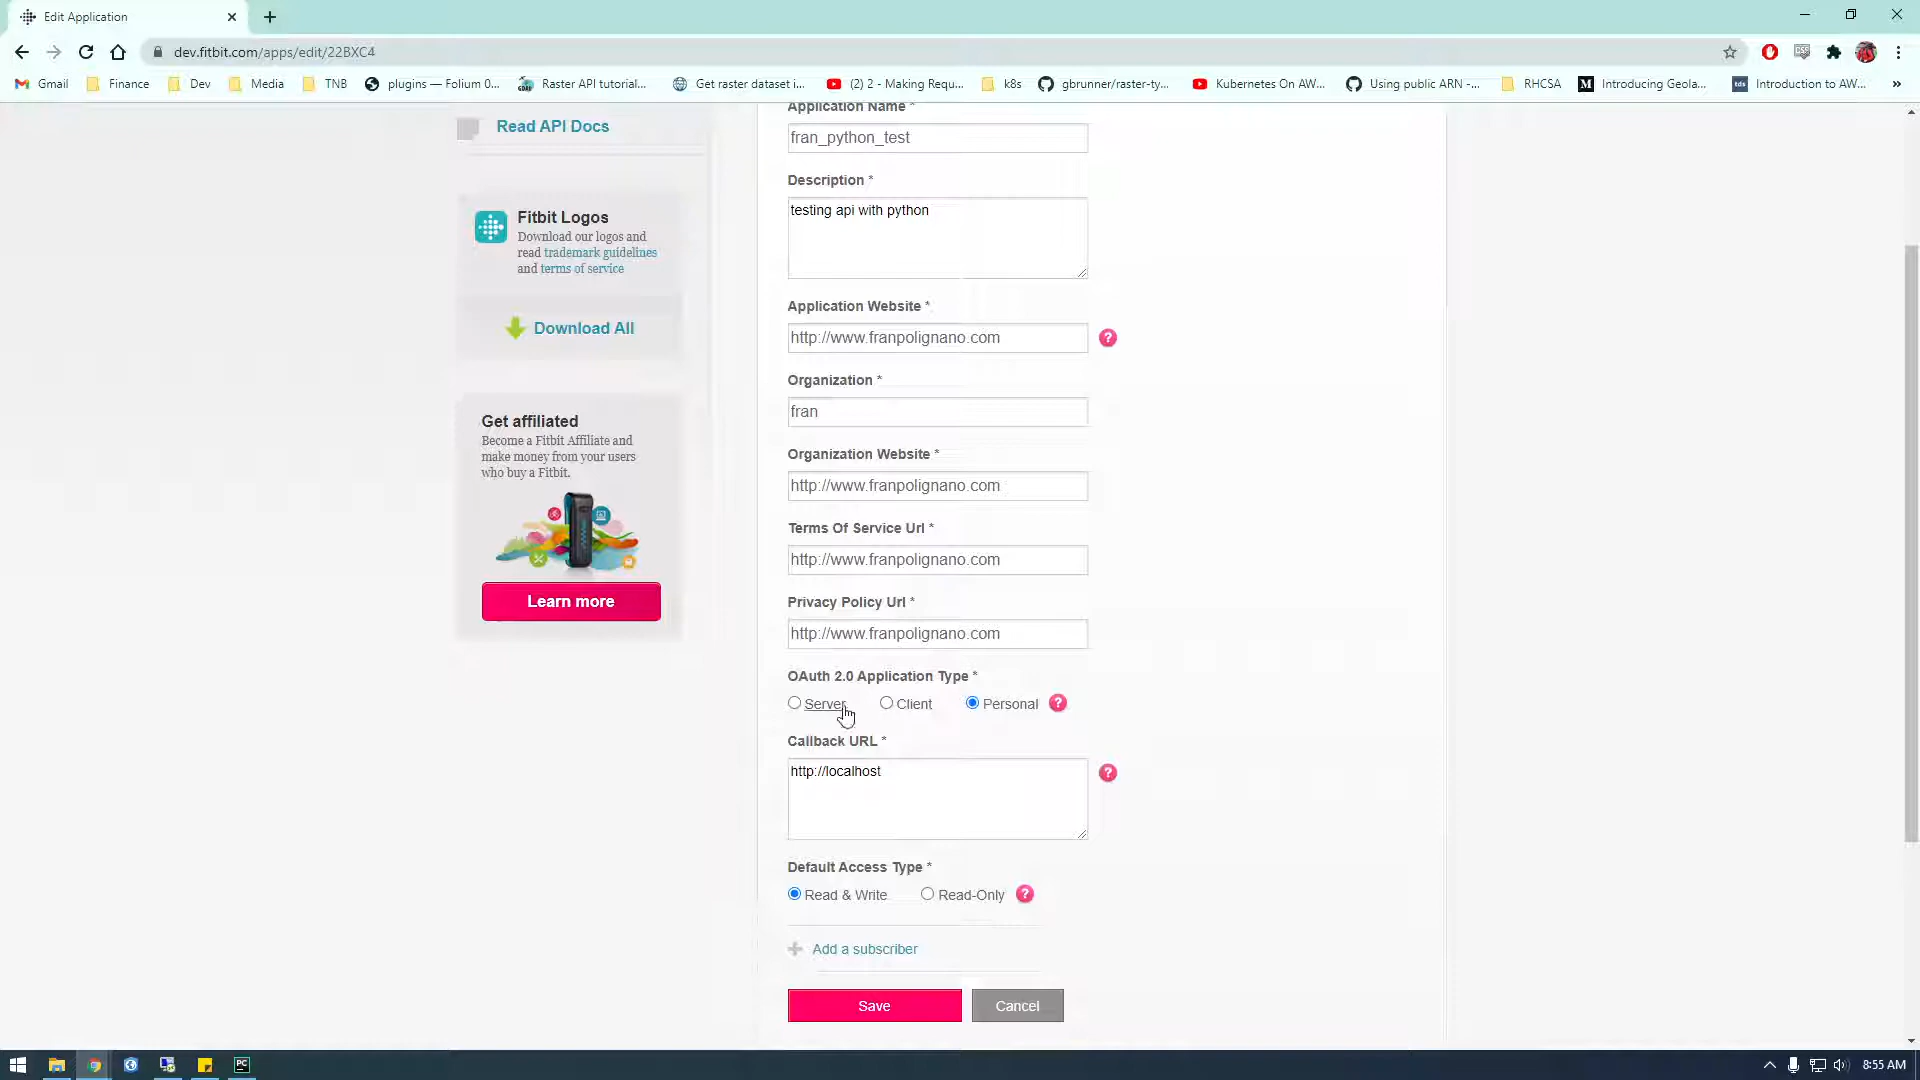 Edit Application
dev.fitbit.com/apps/edit/22BXC4
Gmail
Finance
Dev
Media
TNB
plugins — Folium 0...
Raster API tutorial...
Get raster dataset i...
(2) 2 - Making Requ...
k8s
gbrunner/raster-ty...
Kubernetes On AW...
Using public ARN -...
RHCSA
Introducing Geola...
tds
Introduction to AW...
»
Read API Docs
Fitbit Logos
Download our logos and
read trademark guidelines
and terms of service
Download All
Get affiliated
Become a Fitbit Affiliate and
make money from your users
who buy a Fitbit.
Learn more
Application Name *
fran_python_test
Description *
testing api with python
Application Website *
http://www.franpolignano.com
?
Organization *
fran
Organization Website *
http://www.franpolignano.com
Terms Of Service Url *
http://www.franpolignano.com
Privacy Policy Url *
http://www.franpolignano.com
OAuth 2.0 Application Type *
Server Client Personal ?
Callback URL *
http://localhost
?
Default Access Type *
Read & Write Read-Only ?
Add a subscriber
Save Cancel
PC
8:55 AM